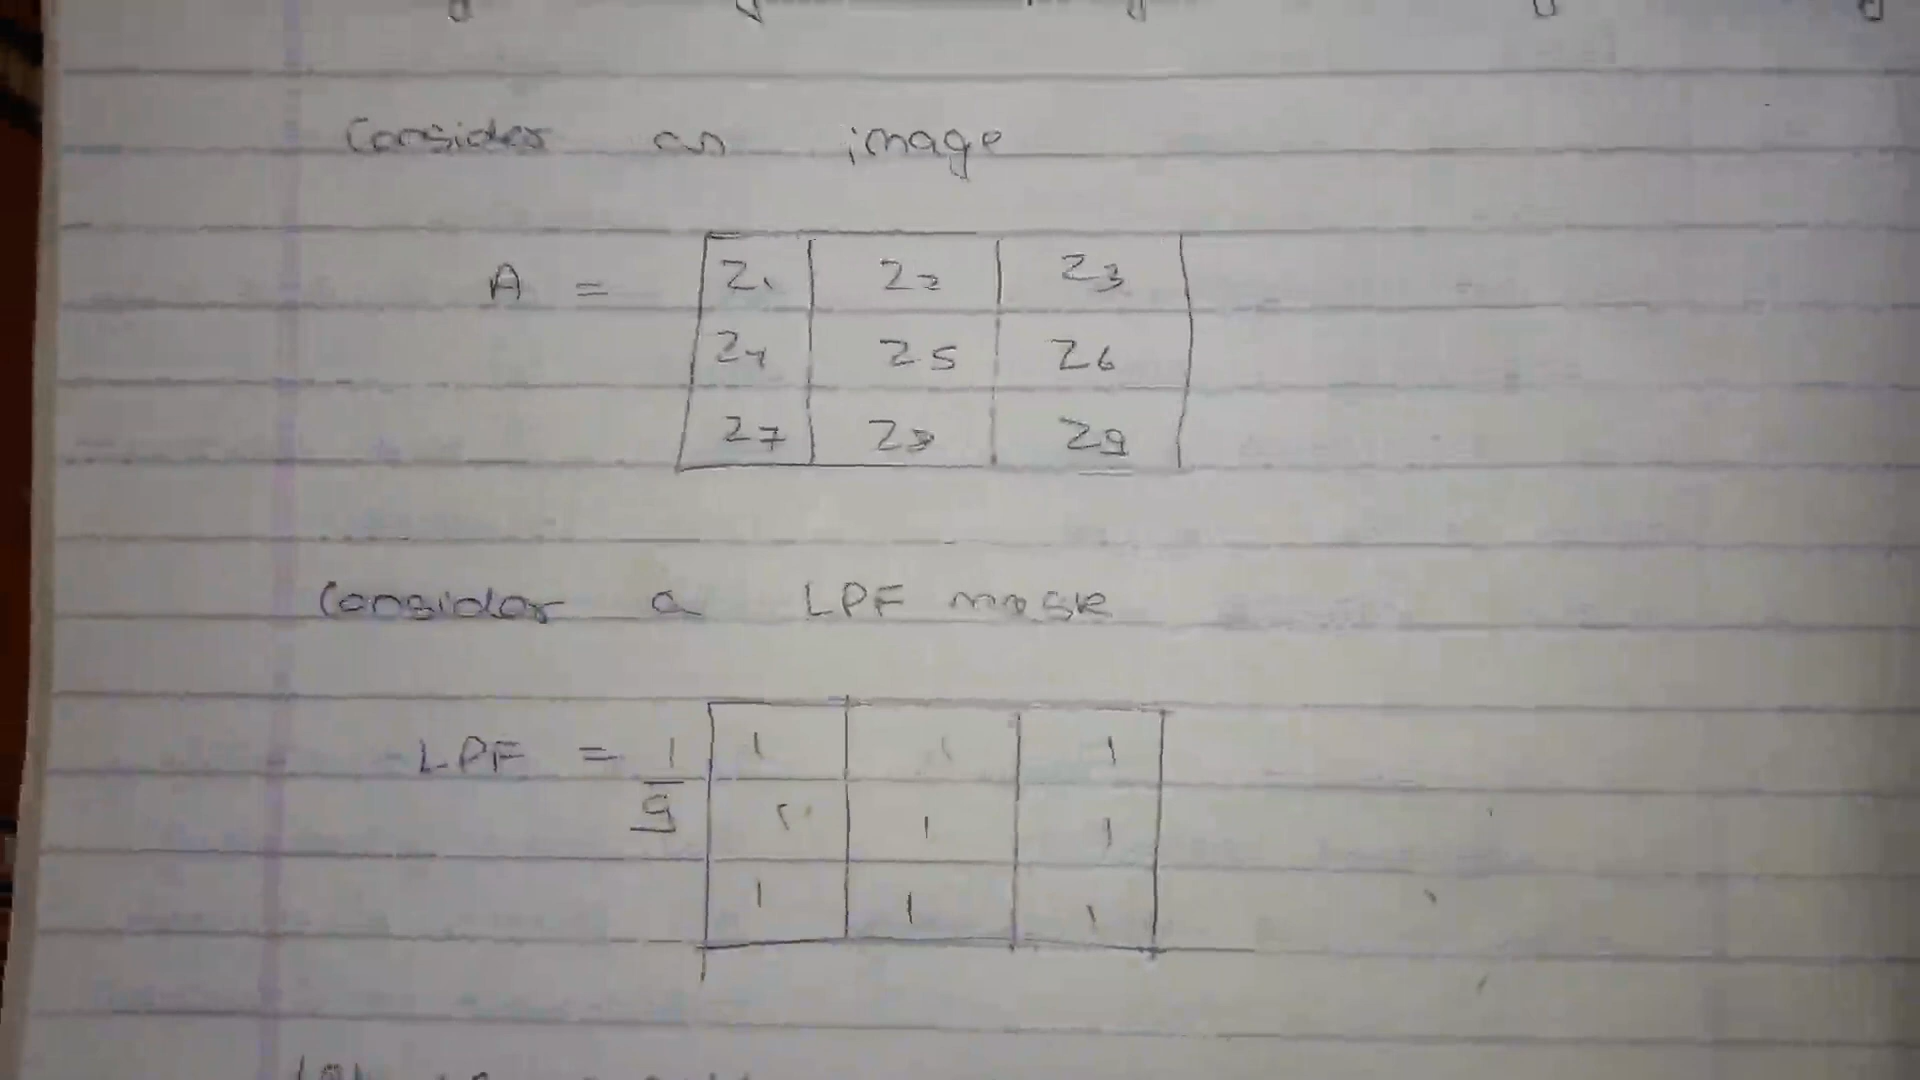 Consider an image
A = Z1 Z2 Z3
Z4 Z5 Z6
Z7 Z8 Z9
Consider a LPF mask
LPF = 1/9 1 1 1
1 1 1
1 1 1